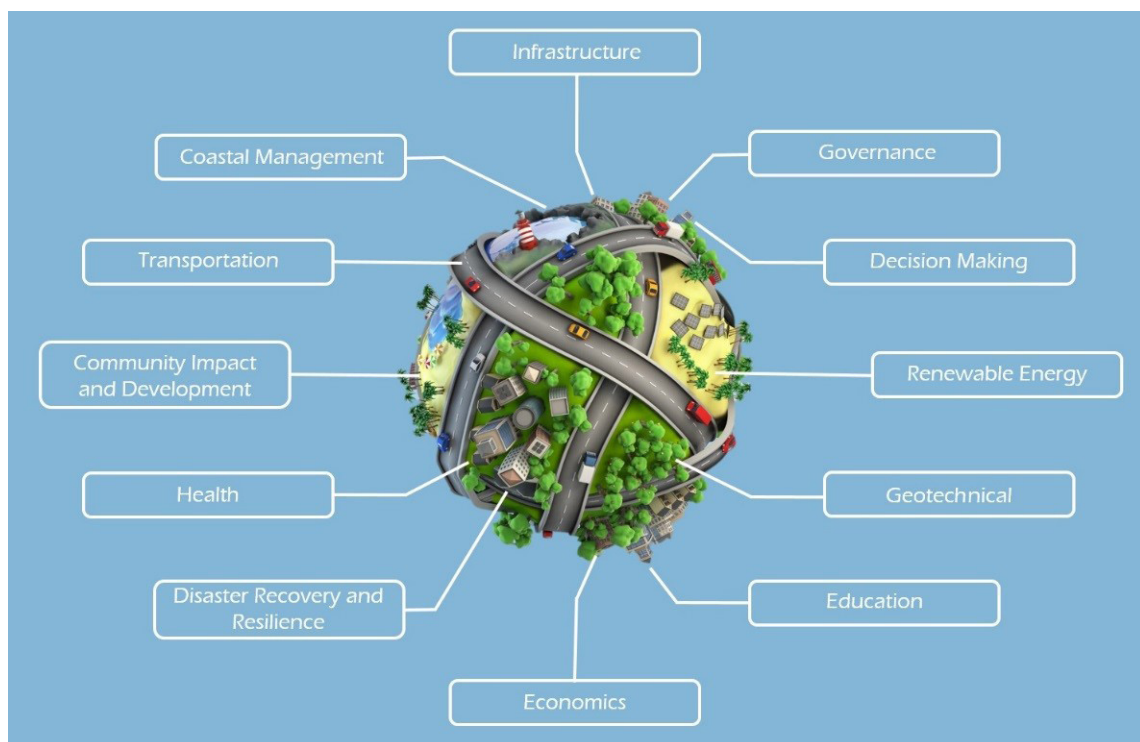 Infrastructure
Coastal Management
Governance
Transportation
Decision Making
Community Impact
and Development
Renewable Energy
Health
Geotechnical
Disaster Recovery and
Resilience
Education
Economics